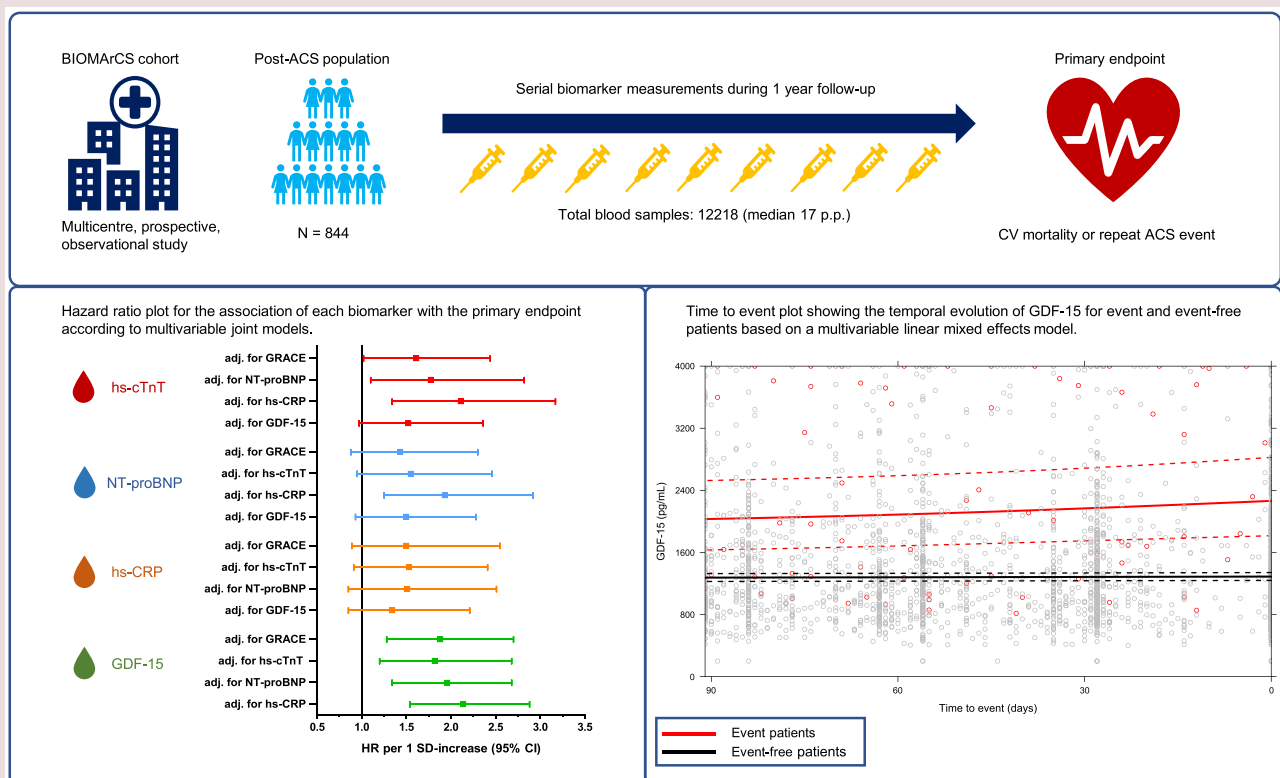 BIOMArCS cohort
Multicentre, prospective,
observational study
Post-ACS population
N = 844
Serial biomarker measurements during 1 year follow-up
Total blood samples: 12218 (median 17 p.p.)
Primary endpoint
CV mortality or repeat ACS event
Hazard ratio plot for the association of each biomarker with the primary endpoint
according to multivariable joint models.
hs-cTnT
adj. for GRACE
adj. for NT-proBNP
adj. for hs-CRP
adj. for GDF-15
NT-proBNP
adj. for GRACE
adj. for hs-cTnT
adj. for hs-CRP
adj. for GDF-15
hs-CRP
adj. for GRACE
adj. for hs-cTnT
adj. for NT-proBNP
adj. for GDF-15
GDF-15
adj. for GRACE
adj. for hs-cTnT
adj. for NT-proBNP
adj. for hs-CRP
0.5 1.0 1.5 2.0 2.5 3.0 3.5
HR per 1 SD-increase (95% CI)
Time to event plot showing the temporal evolution of GDF-15 for event and event-free
patients based on a multivariable linear mixed effects model.
GDF-15 (pg/mL)
4000
3200
2400
1600
800
0
90 60 30 0
Time to event (days)
Event patients
Event-free patients